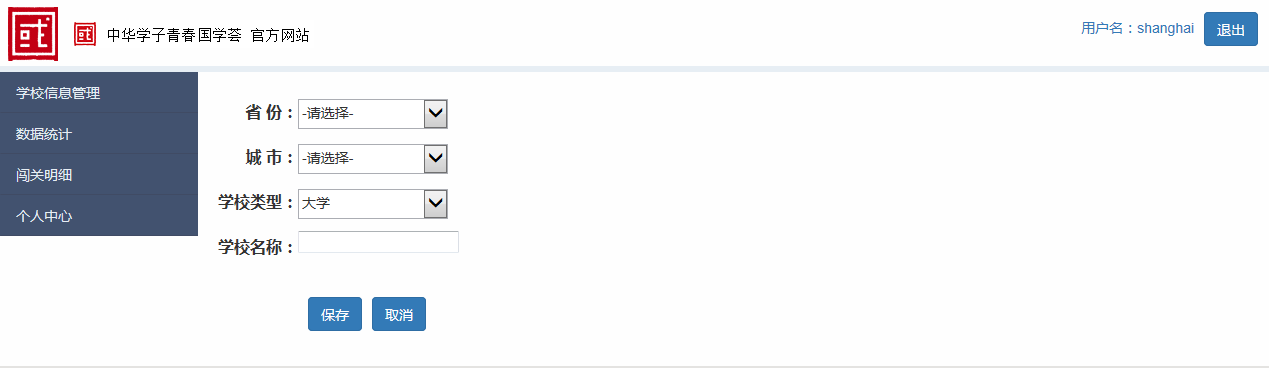 中华学子青春国学荟 官方网站
用户名：shanghai 退出
学校信息管理
数据统计
闯关明细
个人中心
省 份： -请选择-
城 市： -请选择-
学校类型： 大学
学校名称：
保存 取消